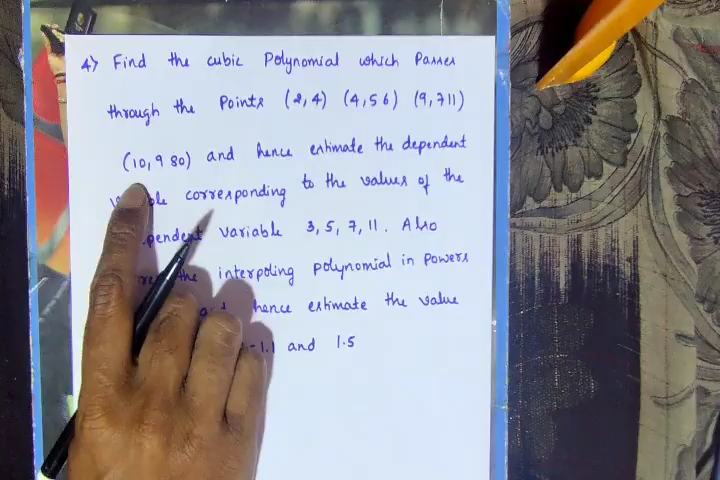 4) Find the cubic Polynomial which Passes
through the Points (2,4) (4,56) (9,711)
(10,980) and hence estimate the dependent
corresponding to the values of the
variable 3, 5, 7, 11. Also
the interpoling polynomial in Powers
hence estimate the value
-1.1 and 1.5